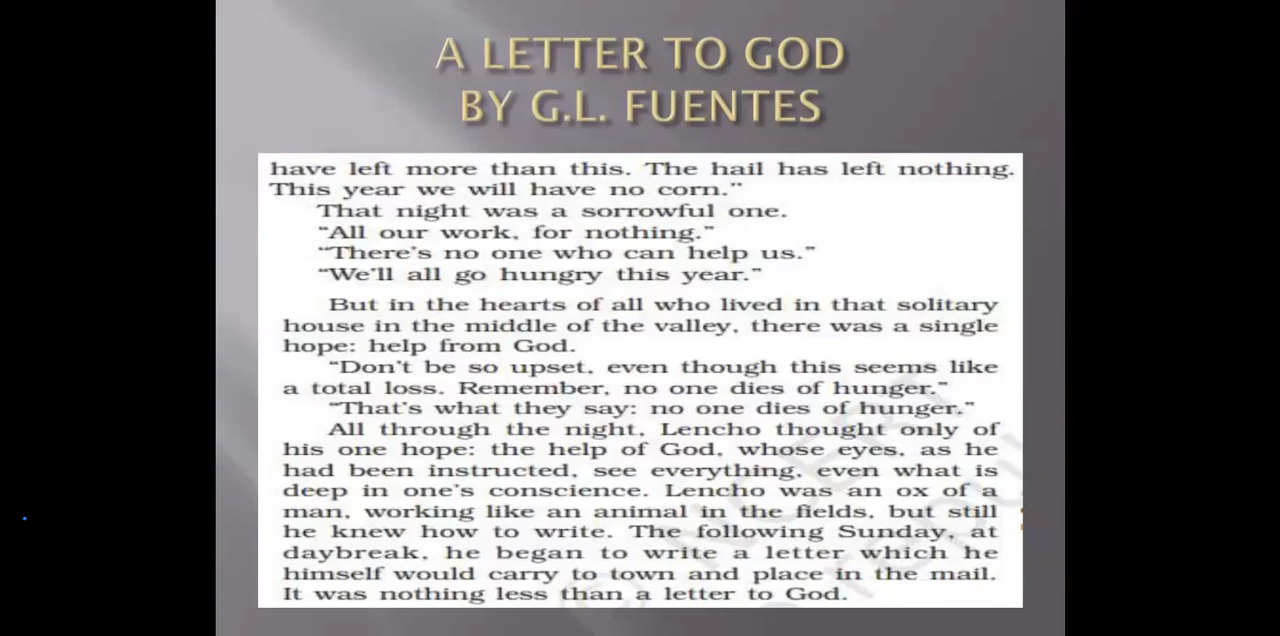 A LETTER TO GOD
BY G.L. FUENTES
have left more than this. The hail has left nothing.
This year we will have no corn."
That night was a sorrowful one.
"All our work, for nothing."
"There's no one who can help us."
"We'll all go hungry this year."
But in the hearts of all who lived in that solitary
house in the middle of the valley, there was a single
hope: help from God.
"Don't be so upset, even though this seems like
a total loss. Remember, no one dies of hunger."
"That's what they say: no one dies of hunger."
All through the night, Lencho thought only of
his one hope: the help of God, whose eyes, as he
had been instructed, see everything, even what is
deep in one's conscience. Lencho was an ox of a
man, working like an animal in the fields, but still
he knew how to write. The following Sunday, at
daybreak, he began to write a letter which he
himself would carry to town and place in the mail.
It was nothing less than a letter to God.
© NCERT